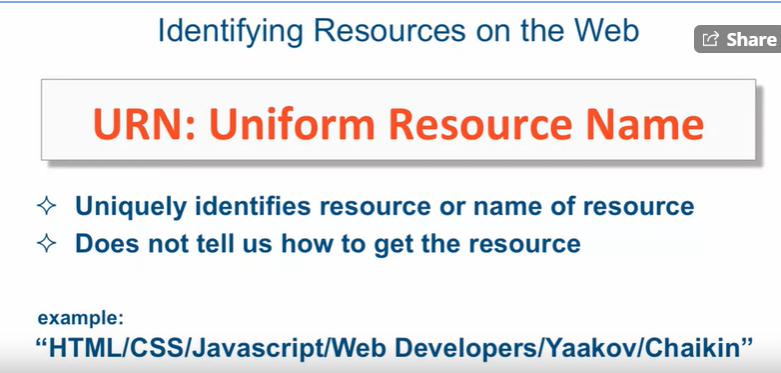 Identifying Resources on the Web
Share
URN: Uniform Resource Name
Uniquely identifies resource or name of resource
Does not tell us how to get the resource
example:
“HTML/CSS/Javascript/Web Developers/Yaakov/Chaikin”